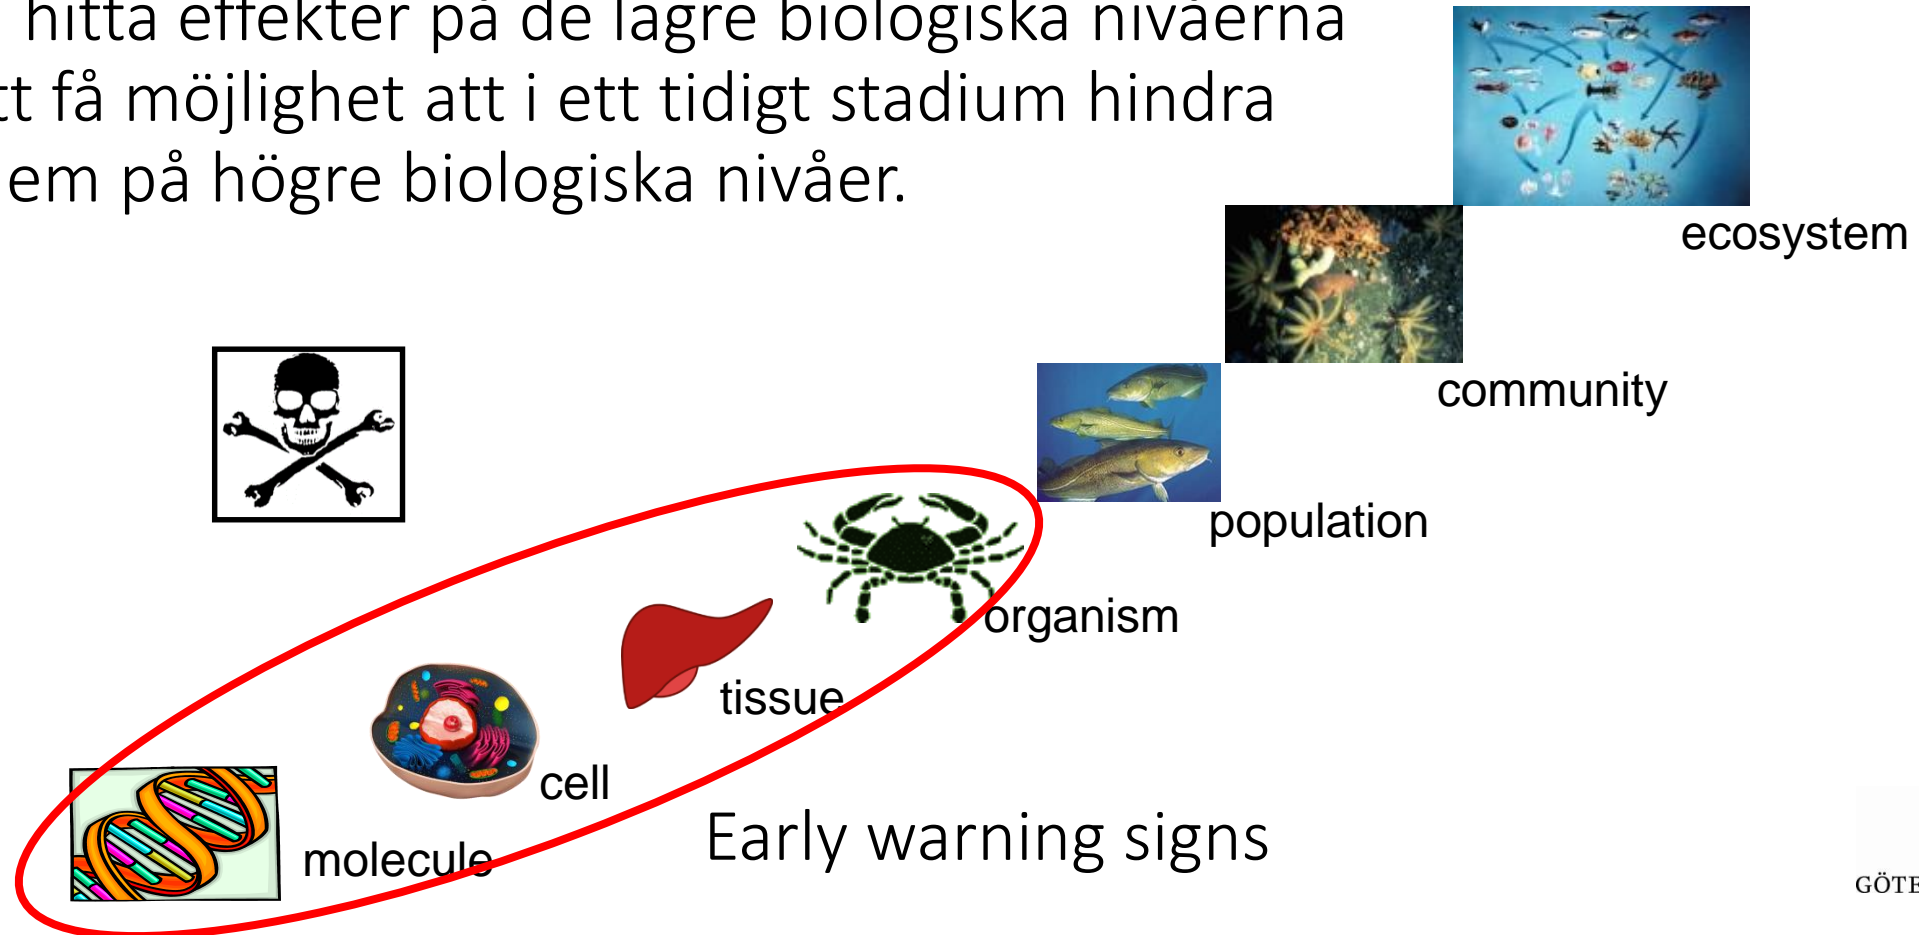 hitta effekter på de lägre biologiska nivåerna
tt få möjlighet att i ett tidigt stadium hindra
em på högre biologiska nivåer.
ecosystem
community
population
organism
tissue
cell
molecule
Early warning signs
GÖTE